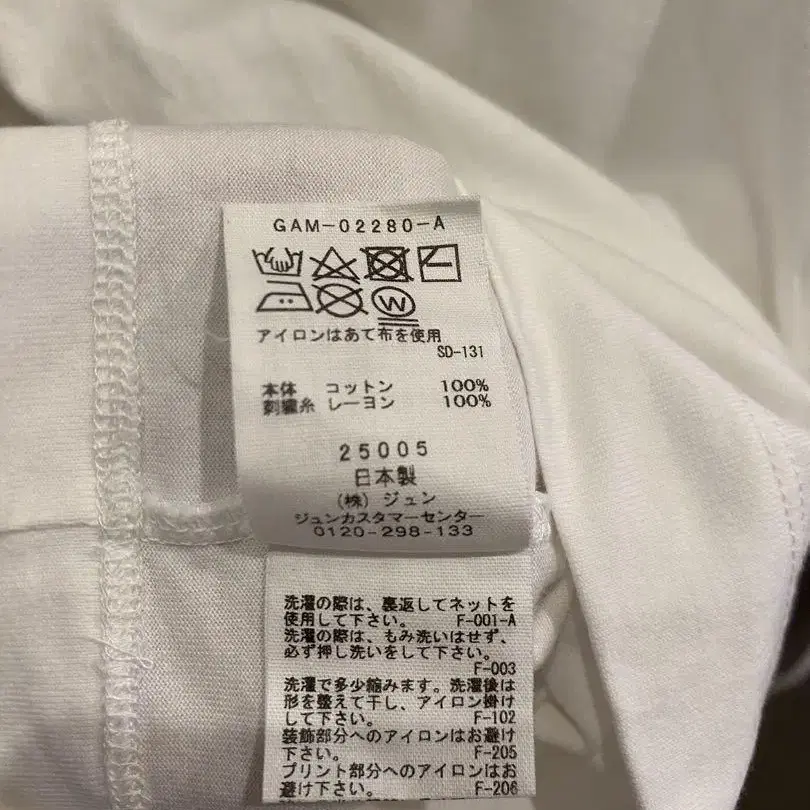 GAM-02280-A
W
アイロンはあて布を使用
SD-131
本体 コットン 100%
刺繍糸 レーヨン 100%
25005
日本製
(株) ジュン
ジュンカスタマーセンター
0120-298-133
洗濯の際は、裏返してネットを
使用して下さい。 F-001-A
洗濯の際は、もみ洗いはせず、
必ず押し洗いをして下さい。
F-003
洗濯で多少縮みます。洗濯後は
形を整えて干し、アイロン掛け
して下さい。 F-102
装飾部分へのアイロンはお避け
下さい。 F-205
プリント部分へのアイロンはお
避け下さい。 F-206